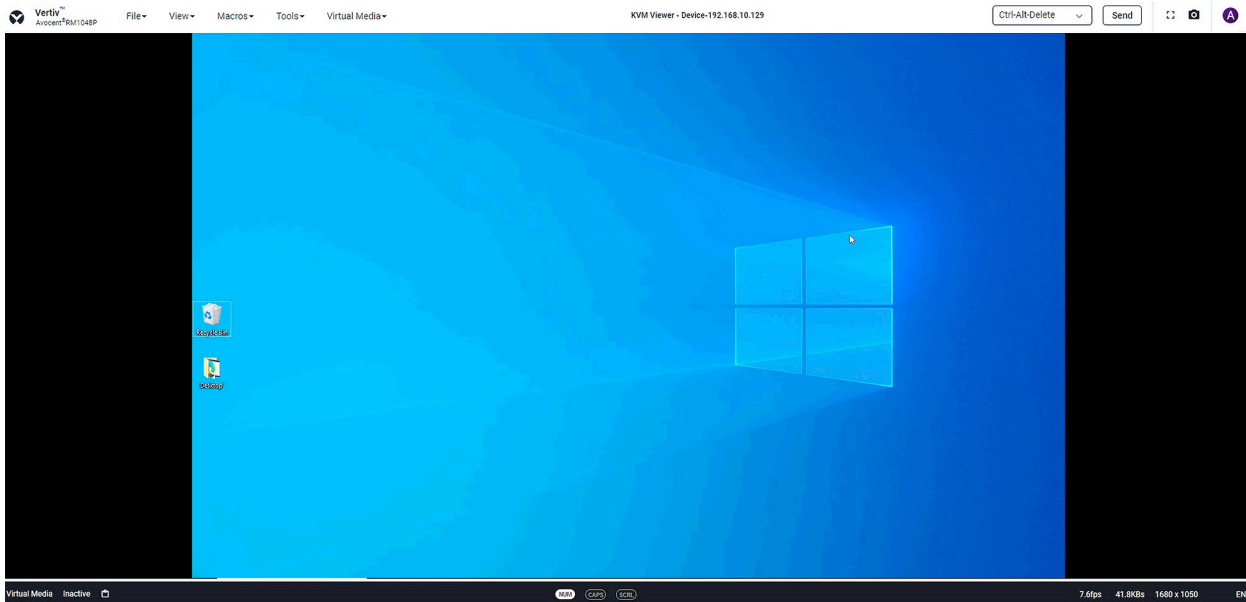 Vertiv™
Avocent®RM1048P
File
View
Macros
Tools
Virtual Media
KVM Viewer - Device-192.168.10.129
Ctrl-Alt-Delete
Send
A
Recycle Bin
Desktop
Virtual Media Inactive
NUM
CAPS
SCRL
7.6fps 41.8KBs 1680 x 1050 EN